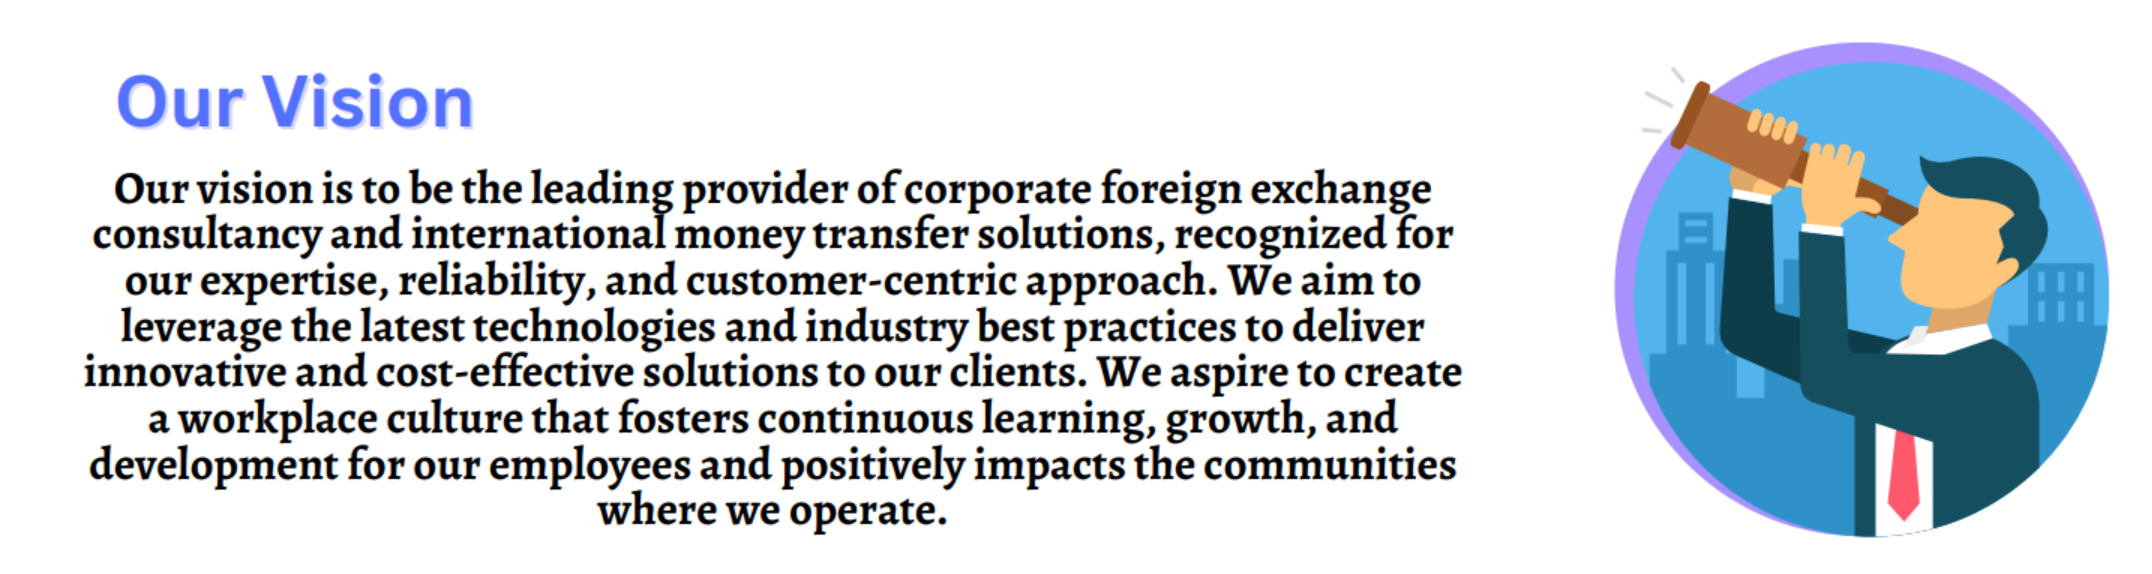 Our Vision
Our vision is to be the leading provider of corporate foreign exchange
consultancy and international money transfer solutions, recognized for
our expertise, reliability, and customer-centric approach. We aim to
leverage the latest technologies and industry best practices to deliver
innovative and cost-effective solutions to our clients. We aspire to create
a workplace culture that fosters continuous learning, growth, and
development for our employees and positively impacts the communities
where we operate.